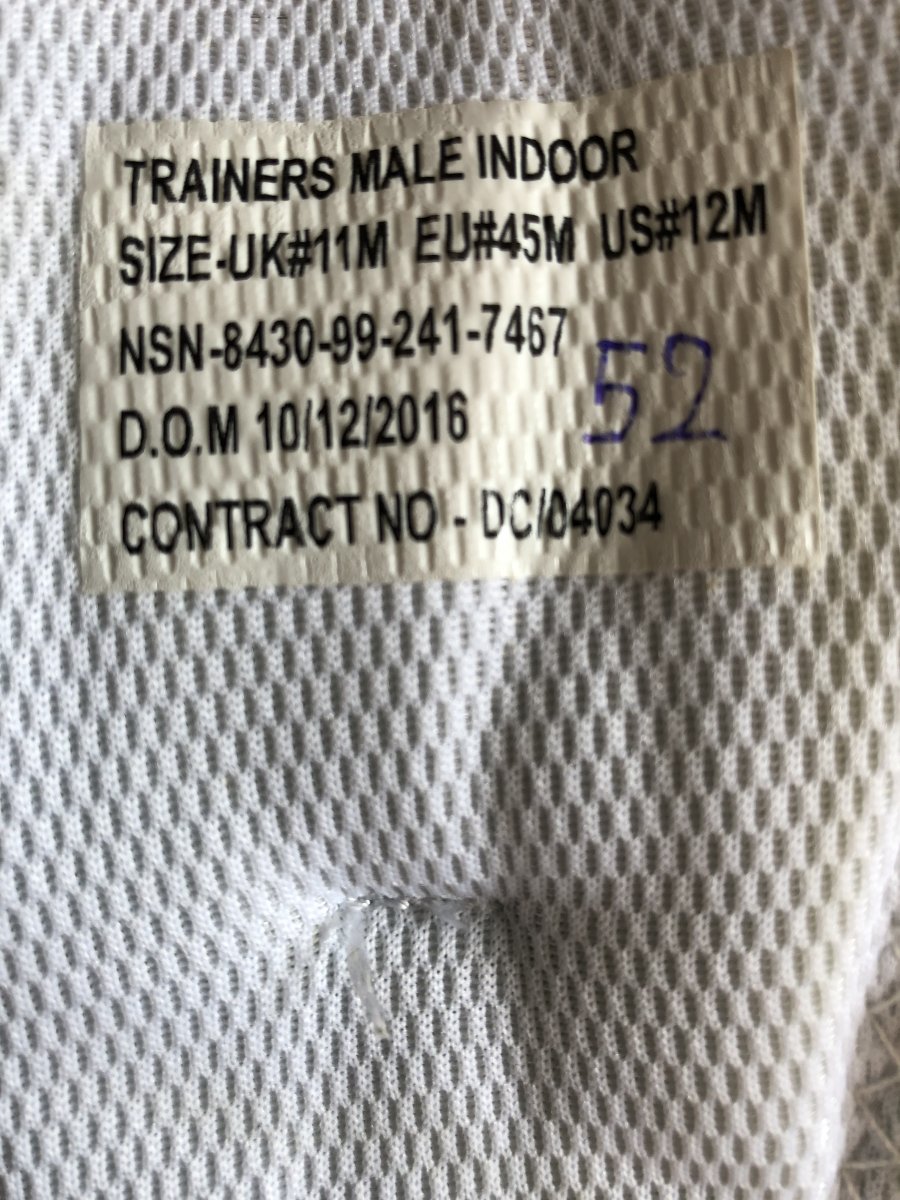 TRAINERS MALE INDOOR
SIZE-UK#11M EU#45M US#12M
NSN-8430-99-241-7467
52
D.O.M 10/12/2016
CONTRACT NO - DC/04034